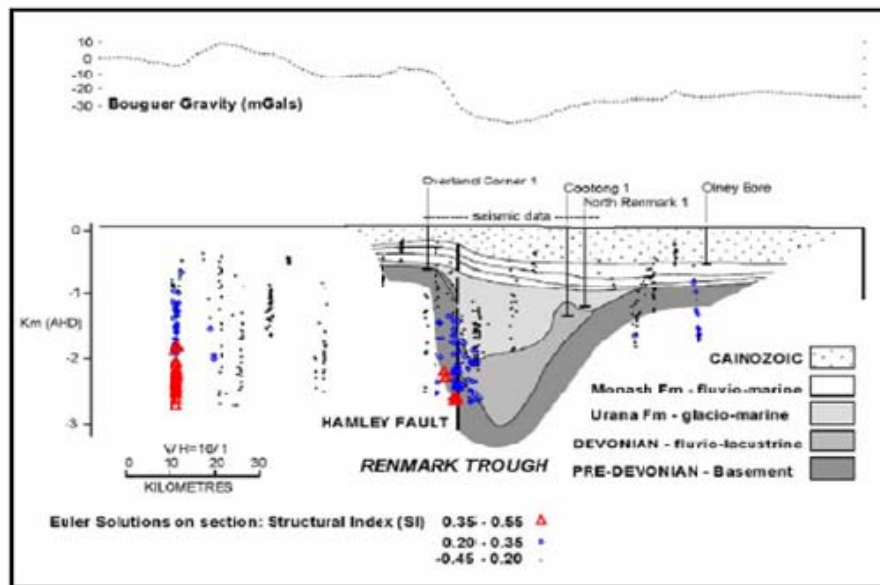 10
0
-10
-20
-30
Bouguer Gravity (mGals)
Overland Corner 1
Cootong 1
North Renmark 1
Olney Bore
seismic data
0
-1
Km (AHD)
-2
-3
HAMLEY FAULT
CAINOZOIC
Monash Fm - fluvio-marine
Urana Fm - glacio-marine
DEVONIAN - fluvio-locustrine
PRE-DEVONIAN - Basement
V/H=16/1
0 10 20 30
KILOMETRES
RENMARK TROUGH
Euler Solutions on section: Structural Index (SI) 0.35 - 0.55
0.20 - 0.35
-0.45 - 0.20